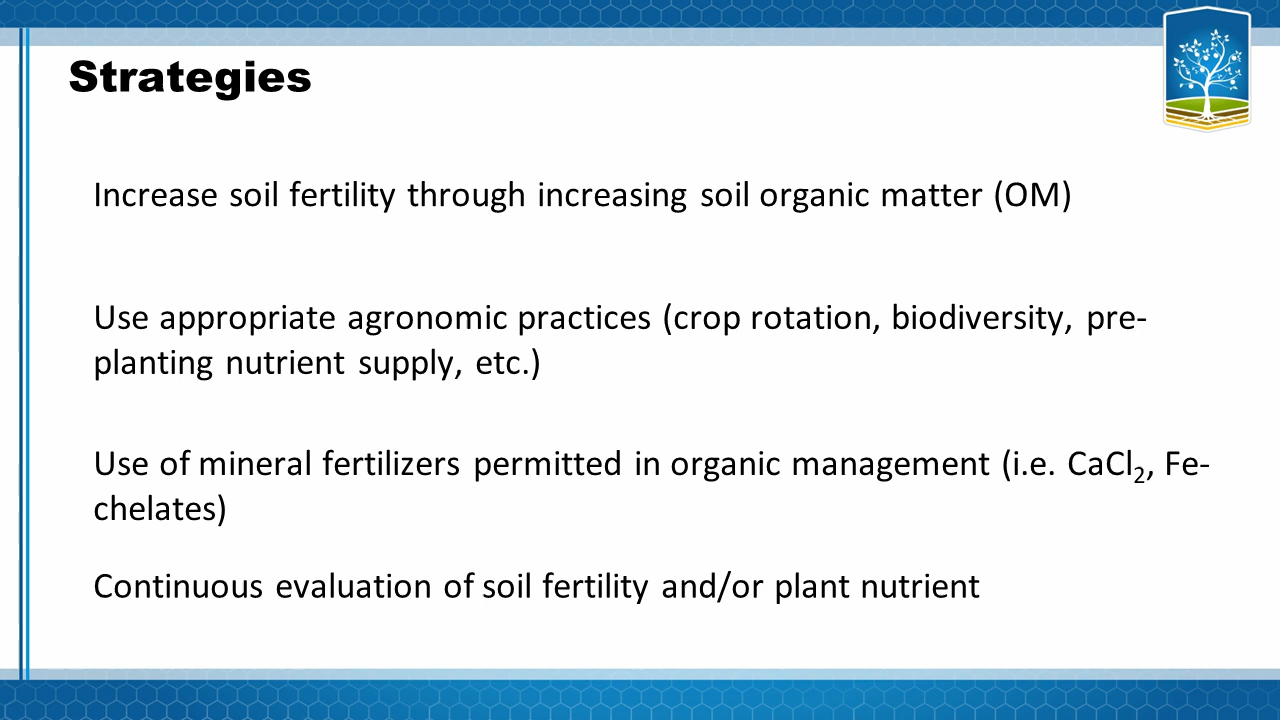 Strategies
Increase soil fertility through increasing soil organic matter (OM)
Use appropriate agronomic practices (crop rotation, biodiversity, pre-
planting nutrient supply, etc.)
Use of mineral fertilizers permitted in organic management (i.e. CaCl₂, Fe-
chelates)
Continuous evaluation of soil fertility and/or plant nutrient